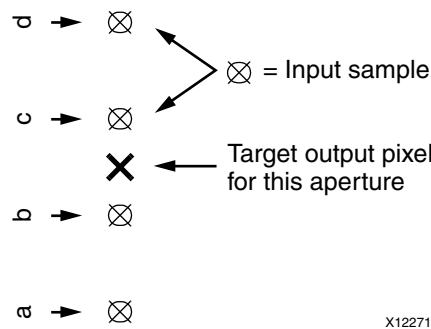 d
= Input sample
c
Target output pixel
for this aperture
b
a
X12271